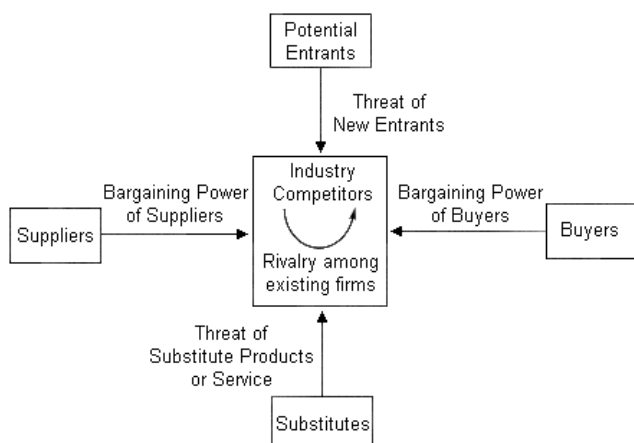 Potential
Entrants
Threat of
New Entrants
Industry
Competitors
Bargaining Power
of Suppliers
Bargaining Power
of Buyers
Suppliers
Buyers
Rivalry among
existing firms
Threat of
Substitute Products
or Service
Substitutes